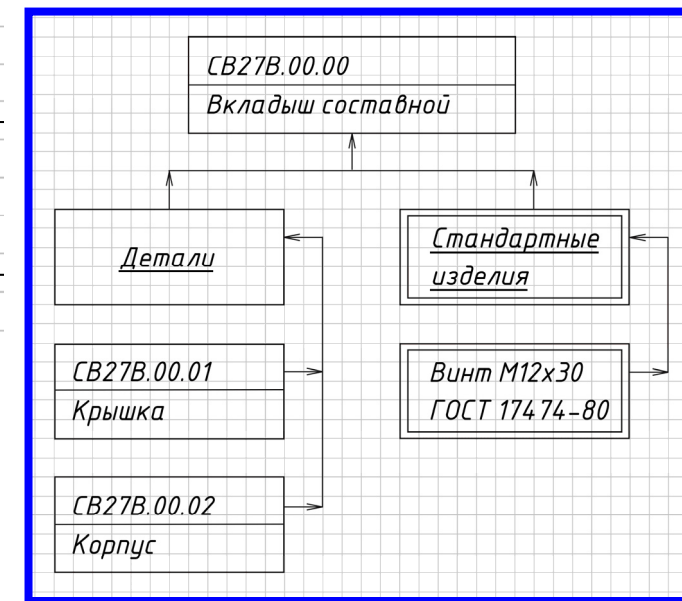 СВ27В.00.00
Вкладыш составной
Детали
Стандартные
изделия
СВ27В.00.01
Крышка
Винт М12х30
ГОСТ 17474-80
СВ27В.00.02
Корпус